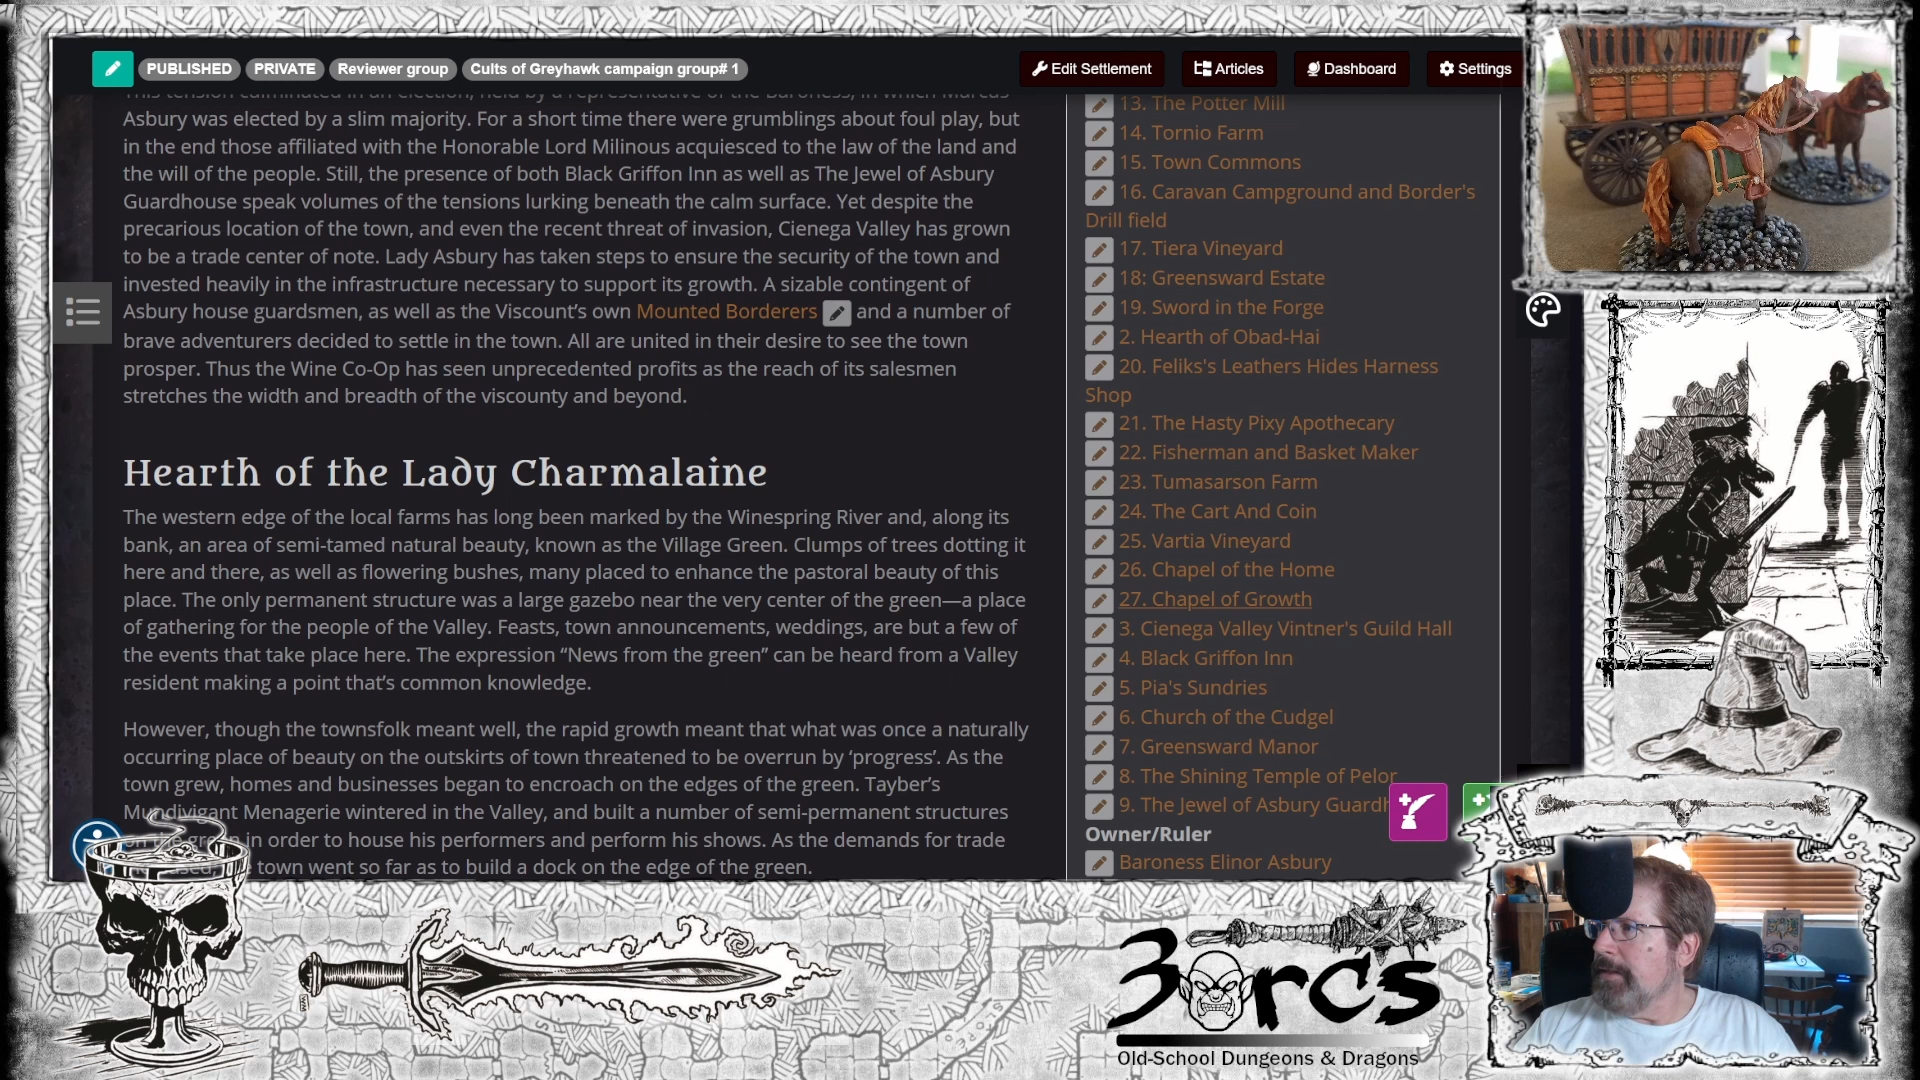 PUBLISHED PRIVATE Reviewer group Cults of Greyhawk campaign group# 1
Edit Settlement Articles Dashboard Settings
This tension culminated in an election, held by a representative of the Baroness, in which Marcus
Asbury was elected by a slim majority. For a short time there were grumblings about foul play, but
in the end those affiliated with the Honorable Lord Milinous acquiesced to the law of the land and
the will of the people. Still, the presence of both Black Griffon Inn as well as The Jewel of Asbury
Guardhouse speak volumes of the tensions lurking beneath the calm surface. Yet despite the
precarious location of the town, and even the recent threat of invasion, Cienega Valley has grown
to be a trade center of note. Lady Asbury has taken steps to ensure the security of the town and
invested heavily in the infrastructure necessary to support its growth. A sizable contingent of
Asbury house guardsmen, as well as the Viscount's own Mounted Borderers and a number of
brave adventurers decided to settle in the town. All are united in their desire to see the town
prosper. Thus the Wine Co-Op has seen unprecedented profits as the reach of its salesmen
stretches the width and breadth of the viscounty and beyond.
Hearth of the Lady Charmalaine
The western edge of the local farms has long been marked by the Winespring River and, along its
bank, an area of semi-tamed natural beauty, known as the Village Green. Clumps of trees dotting it
here and there, as well as flowering bushes, many placed to enhance the pastoral beauty of this
place. The only permanent structure was a large gazebo near the very center of the green—a place
of gathering for the people of the Valley. Feasts, town announcements, weddings, are but a few of
the events that take place here. The expression “News from the green” can be heard from a Valley
resident making a point that's common knowledge.
However, though the townsfolk meant well, the rapid growth meant that what was once a naturally
occurring place of beauty on the outskirts of town threatened to be overrun by ‘progress’. As the
town grew, homes and businesses began to encroach on the edges of the green. Tayber's
Mundivigant Menagerie wintered in the Valley, and built a number of semi-permanent structures
in order to house his performers and perform his shows. As the demands for trade
town went so far as to build a dock on the edge of the green.
13. The Potter Mill
14. Tornio Farm
15. Town Commons
16. Caravan Campground and Border's
Drill field
17. Tiera Vineyard
18: Greensward Estate
19. Sword in the Forge
2. Hearth of Obad-Hai
20. Feliks's Leathers Hides Harness
Shop
21. The Hasty Pixy Apothecary
22. Fisherman and Basket Maker
23. Tumasarson Farm
24. The Cart And Coin
25. Vartia Vineyard
26. Chapel of the Home
27. Chapel of Growth
3. Cienega Valley Vintner's Guild Hall
4. Black Griffon Inn
5. Pia's Sundries
6. Church of the Cudgel
7. Greensward Manor
8. The Shining Temple of Pelor
9. The Jewel of Asbury
Owner/Ruler
Baroness Elinor Asbury
3 orcs
Old-School Dungeons & Dragons